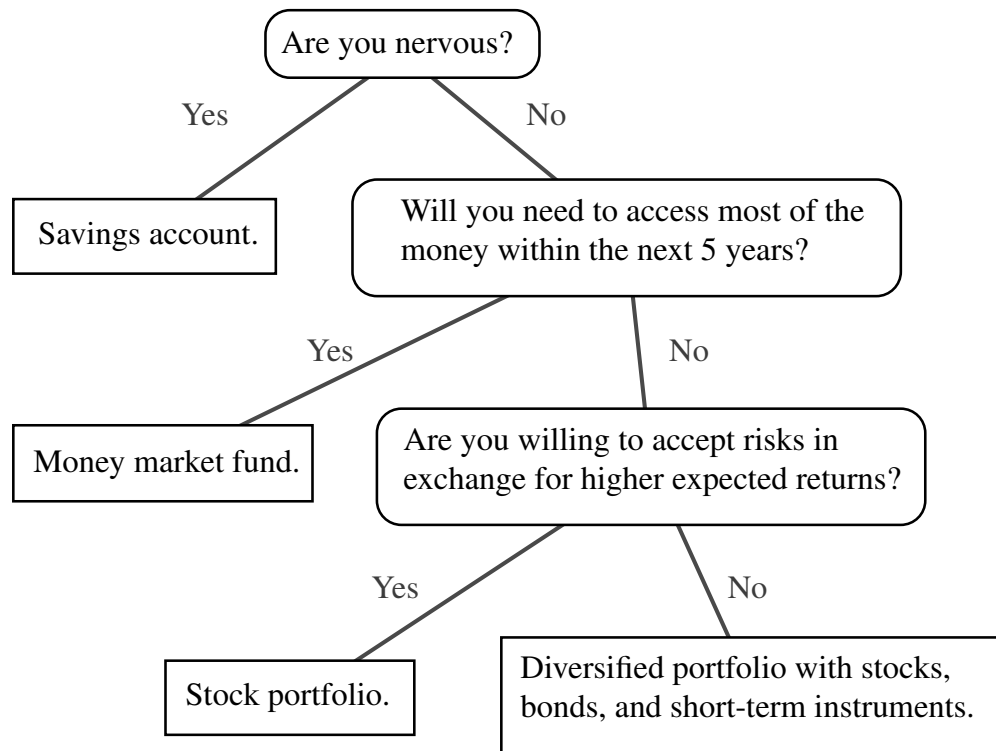 Are you nervous?
Yes
No
Savings account.
Will you need to access most of the
money within the next 5 years?
Yes
No
Money market fund.
Are you willing to accept risks in
exchange for higher expected returns?
Yes
No
Stock portfolio.
Diversified portfolio with stocks,
bonds, and short-term instruments.